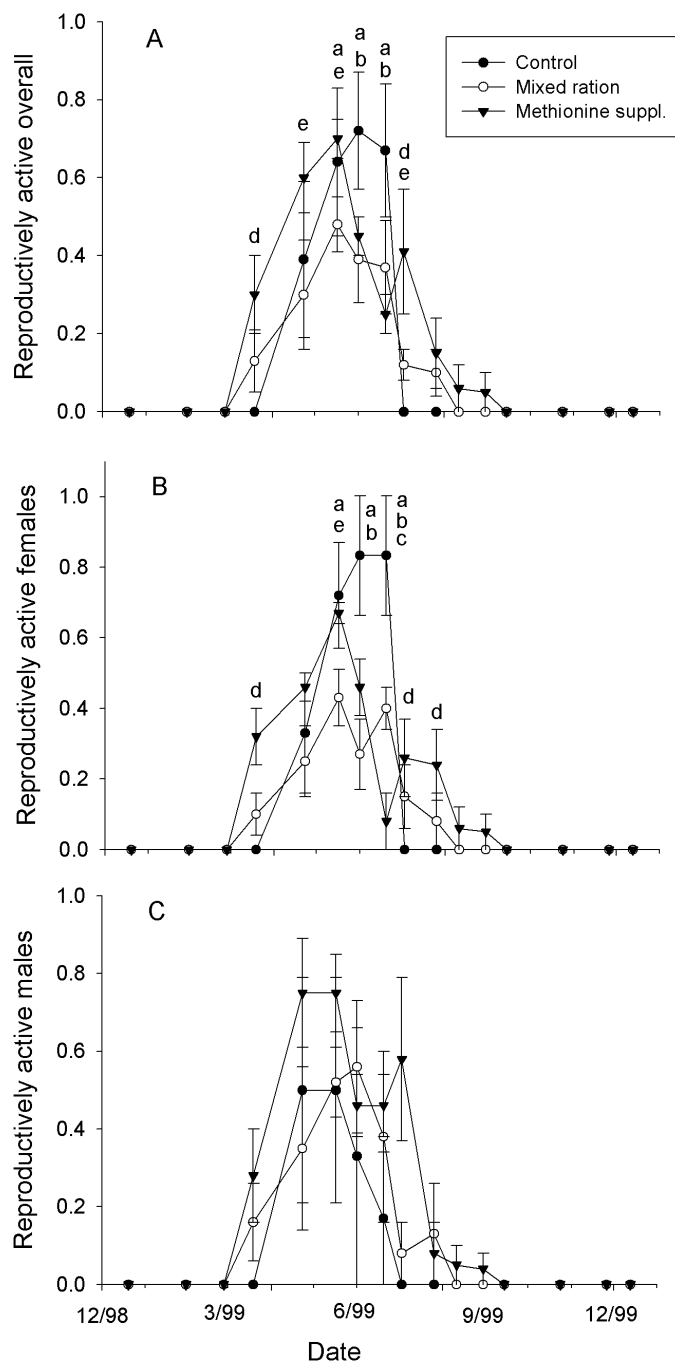 A
Control
Mixed ration
Methionine suppl.
Reproductively active overall
1.0
0.8
0.6
0.4
0.2
0.0
d
e
a
e
a
b
a
b
d
e
B
Reproductively active females
1.0
0.8
0.6
0.4
0.2
0.0
d
a
e
a
b
a
b
c
d
d
C
Reproductively active males
1.0
0.8
0.6
0.4
0.2
0.0
12/98
3/99
6/99
9/99
12/99
Date